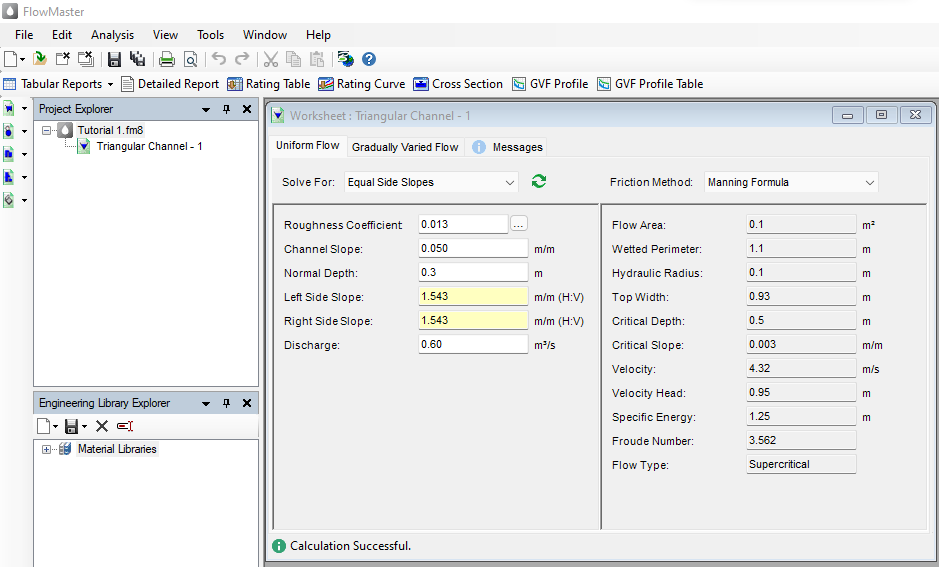 FlowMaster
File Edit Analysis View Tools Window Help
Tabular Reports Detailed Report Rating Table Rating Curve Cross Section GVF Profile GVF Profile Table
Project Explorer
Tutorial 1.fm8
Triangular Channel - 1
Engineering Library Explorer
Material Libraries
Worksheet : Triangular Channel - 1
Uniform Flow Gradually Varied Flow Messages
Solve For: Equal Side Slopes Friction Method: Manning Formula
Roughness Coefficient 0.013 ...
Channel Slope: 0.050 m/m
Normal Depth: 0.3 m
Left Side Slope: 1.543 m/m (H:V)
Right Side Slope: 1.543 m/m (H:V)
Discharge: 0.60 m³/s
Flow Area: 0.1 m²
Wetted Perimeter: 1.1 m
Hydraulic Radius: 0.1 m
Top Width: 0.93 m
Critical Depth: 0.5 m
Critical Slope: 0.003 m/m
Velocity: 4.32 m/s
Velocity Head: 0.95 m
Specific Energy: 1.25 m
Froude Number: 3.562
Flow Type: Supercritical
Calculation Successful.